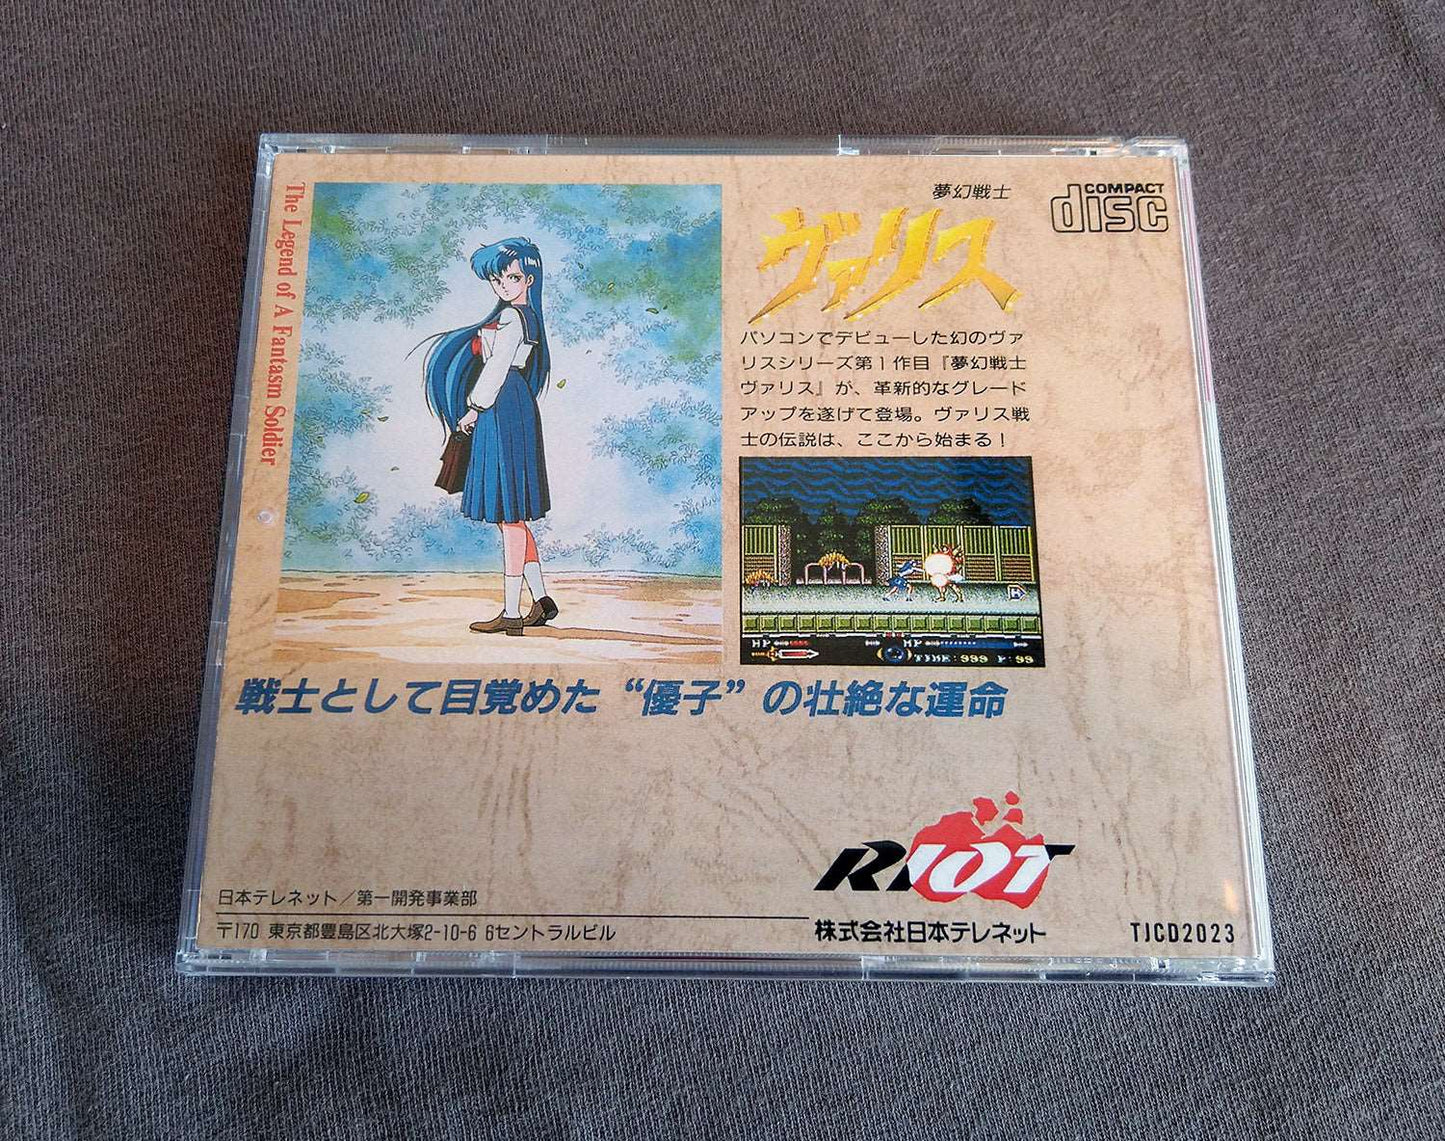 The Legend of A Fantasm Soldier
夢幻戦士
ヴァリス
COMPACT
disc
パソコンでデビューした幻のヴァ
リスシリーズ第1作目『夢幻戦士
ヴァリス』が、革新的なグレード
アップを遂げて登場。ヴァリス戦
士の伝説は、ここから始まる!
HP
MP
TIME:999 P:99
戦士として目覚めた“優子”の壮絶な運命
RIOT
日本テレネット/第一開発事業部
〒170 東京都豊島区北大塚2-10-6 6セントラルビル
株式会社日本テレネット
TJCD2023